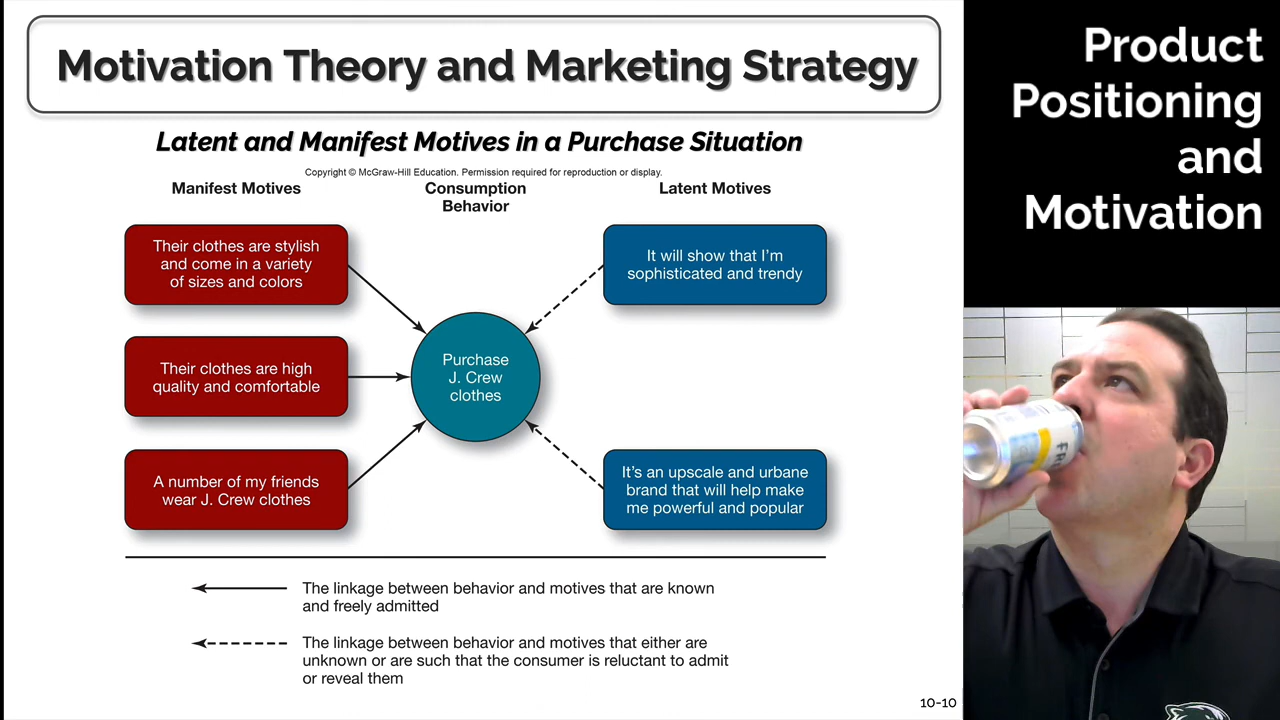 Motivation Theory and Marketing Strategy
Latent and Manifest Motives in a Purchase Situation
Copyright © McGraw-Hill Education. Permission required for reproduction or display.
Manifest Motives
Consumption
Behavior
Latent Motives
Their clothes are stylish
and come in a variety
of sizes and colors
Their clothes are high
quality and comfortable
A number of my friends
wear J. Crew clothes
Purchase
J. Crew
clothes
It will show that I'm
sophisticated and trendy
It's an upscale and urbane
brand that will help make
me powerful and popular
The linkage between behavior and motives that are known
and freely admitted
The linkage between behavior and motives that either are
unknown or are such that the consumer is reluctant to admit
or reveal them
10-10
Product
Positioning
and
Motivation